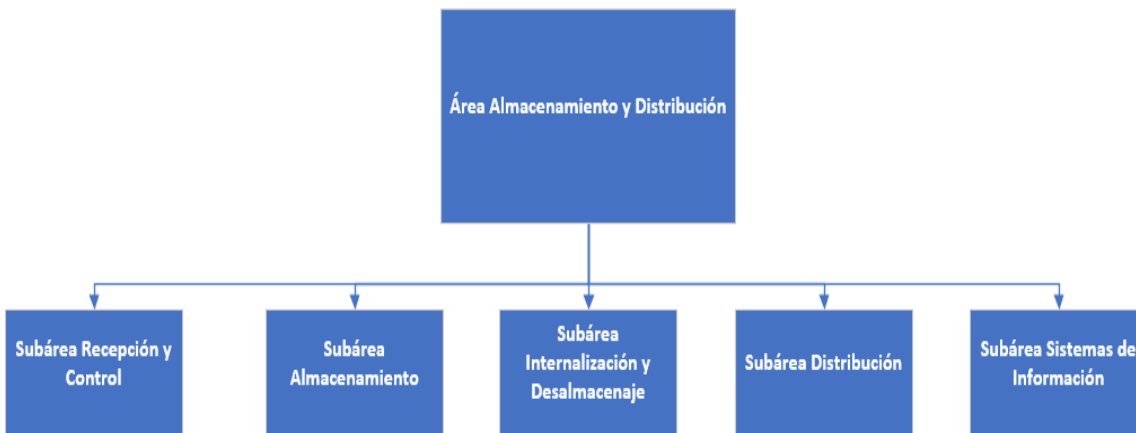 Área Almacenamiento y Distribución
Subárea Recepción y
Control
Subárea
Almacenamiento
Subárea
Internalización y
Desalmacenaje
Subárea Distribución
Subárea Sistemas de
Información